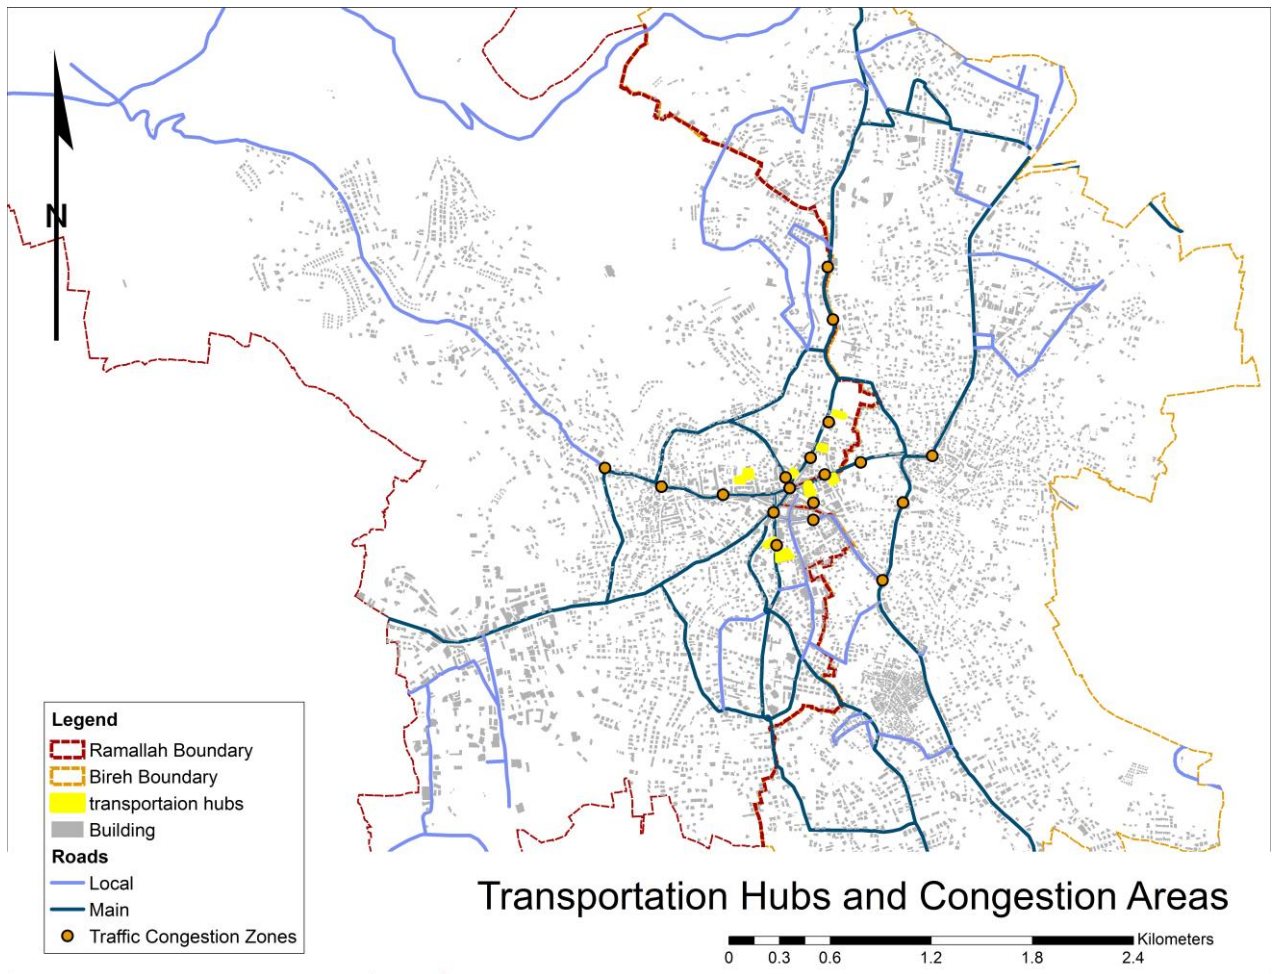 N
Legend
Ramallah Boundary
Bireh Boundary
transportaion hubs
Building
Roads
Local
Main
Traffic Congestion Zones
Transportation Hubs and Congestion Areas
Kilometers
0 0.3 0.6 1.2 1.8 2.4